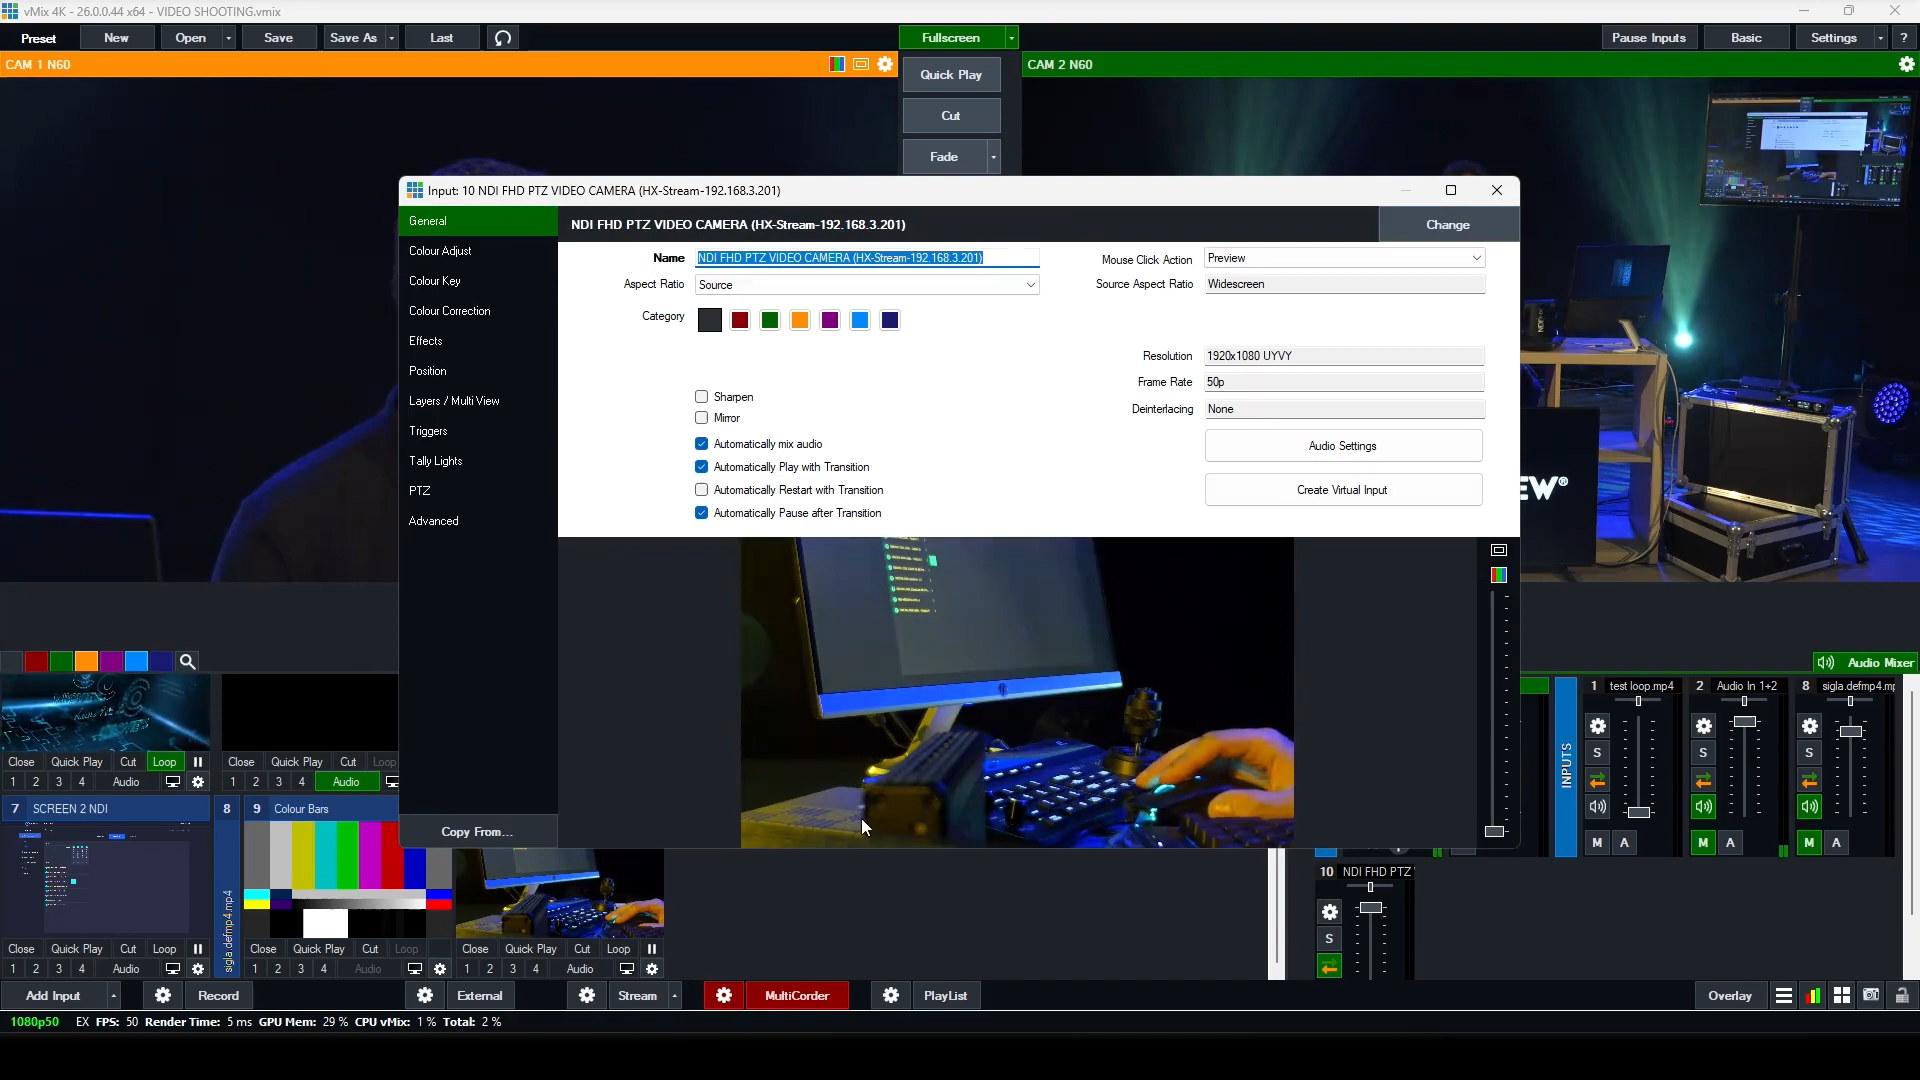 vMix 4K - 26.0.0.44 x64 - VIDEO SHOOTING.vmix
Preset New Open Save Save As Last Fullscreen Pause Inputs Basic Settings ?
CAM 1 N60
Quick Play
Cut
Fade
CAM 2 N60
Input: 10 NDI FHD PTZ VIDEO CAMERA (HX-Stream-192.168.3.201)
General
Colour Adjust
Colour Key
Colour Correction
Effects
Position
Layers / Multi View
Triggers
Tally Lights
PTZ
Advanced
Copy From...
NDI FHD PTZ VIDEO CAMERA (HX-Stream-192.168.3.201) Change
Name NDI FHD PTZ VIDEO CAMERA (HX-Stream-192.168.3.201)
Aspect Ratio Source
Category
Sharpen
Mirror
Automatically mix audio
Automatically Play with Transition
Automatically Restart with Transition
Automatically Pause after Transition
Mouse Click Action Preview
Source Aspect Ratio Widescreen
Resolution 1920x1080 UYVY
Frame Rate 50p
Deinterlacing None
Audio Settings
Create Virtual Input
EW®
Close Quick Play Cut Loop
1 2 3 4 Audio
Close Quick Play Cut Loop
1 2 3 4 Audio
7 SCREEN 2 NDI
Close Quick Play Cut Loop
1 2 3 4 Audio
8
sigla.defmp4.mp4
9 Colour Bars
Close Quick Play Cut Loop
1 2 3 4 Audio
Close Quick Play Cut Loop
1 2 3 4 Audio
Audio Mixer
INPUTS
1 test loop.mp4
S
M A
2 Audio In 1+2
S
M A
8 sigla.defmp4.mp
S
M A
10 NDI FHD PTZ
S
Add Input Record External Stream MultiCorder PlayList Overlay
1080p50 EX FPS: 50 Render Time: 5 ms GPU Mem: 29 % CPU vMix: 1 % Total: 2 %